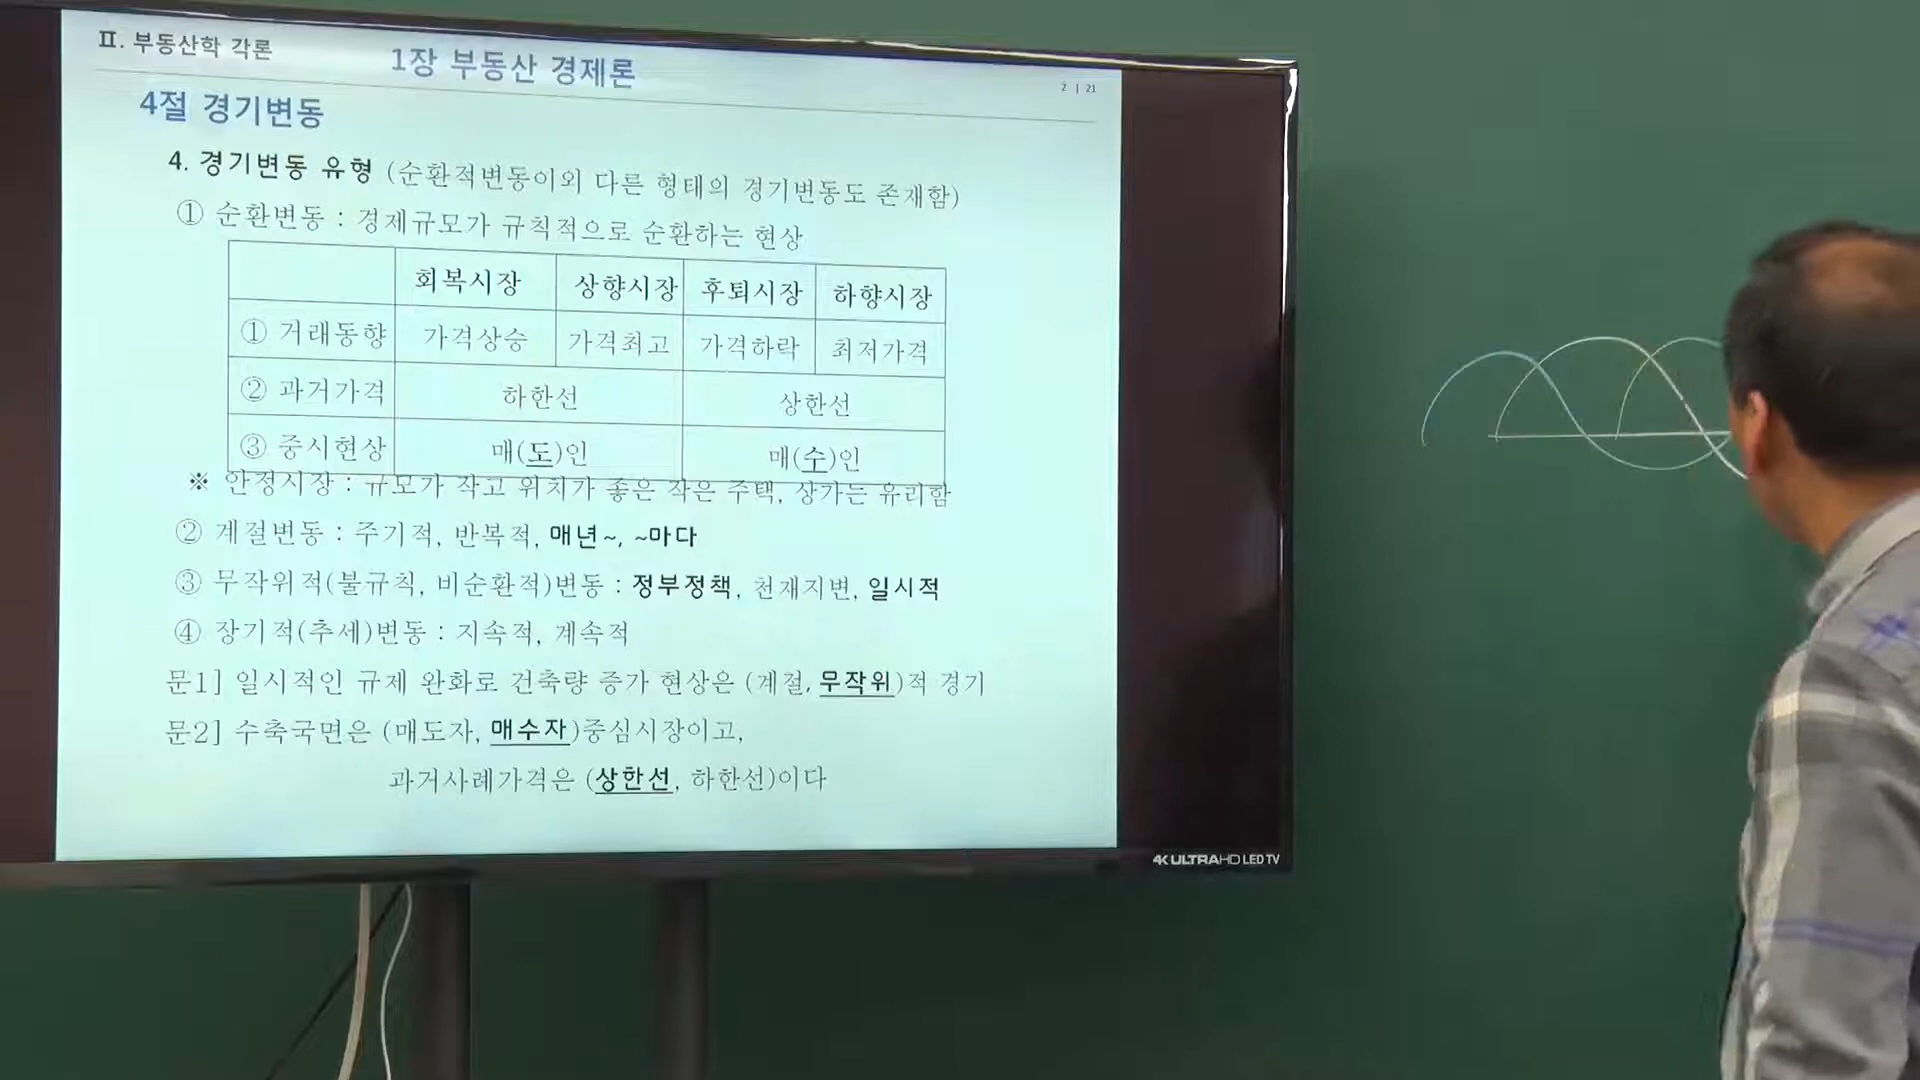 Ⅱ. 부동산학 각론
1장 부동산 경제론
2 | 21
4절 경기변동
4. 경기변동 유형 (순환적변동이외 다른 형태의 경기변동도 존재함)
① 순환변동 : 경제규모가 규칙적으로 순환하는 현상
회복시장 상향시장 후퇴시장 하향시장
① 거래동향 가격상승 가격최고 가격하락 최저가격
② 과거가격 하한선 상한선
③ 중시현상 매(도)인 매(수)인
※ 안정시장 : 규모가 작고 위치가 좋은 작은 주택, 상가는 유리함
② 계절변동 : 주기적, 반복적, 매년~, ~마다
③ 무작위적(불규칙, 비순환적)변동 : 정부정책, 천재지변, 일시적
④ 장기적(추세)변동 : 지속적, 계속적
문1] 일시적인 규제 완화로 건축량 증가 현상은 (계절, 무작위)적 경기
문2] 수축국면은 (매도자, 매수자)중심시장이고,
과거사례가격은 (상한선, 하한선)이다
4K ULTRAHD LED TV